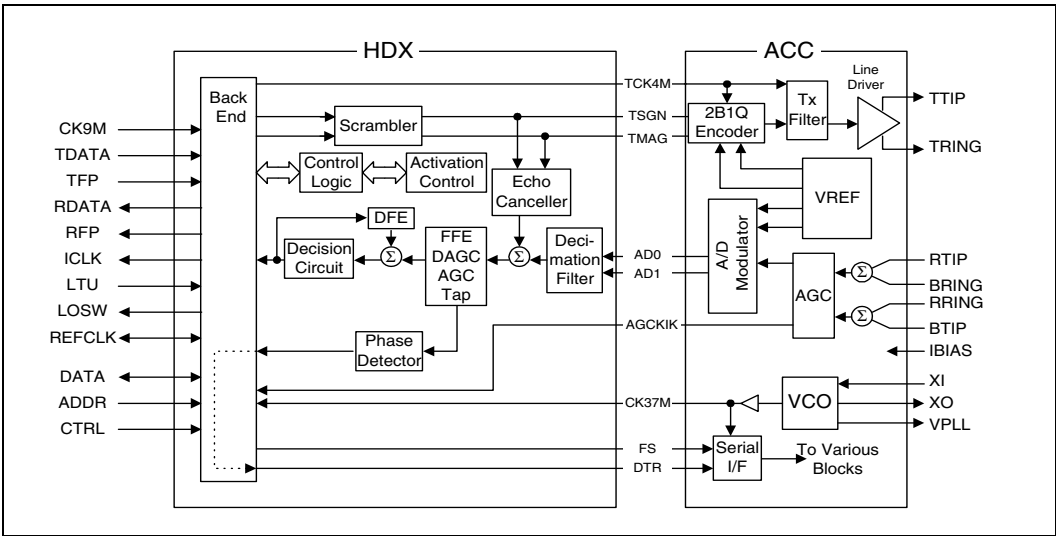 HDX
ACC
CK9M
TDATA
TFP
RDATA
RFP
ICLK
LTU
LOSW
REFCLK
DATA
ADDR
CTRL
Back
End
Scrambler
Control
Logic
Activation
Control
Echo
Canceller
DFE
Decision
Circuit
Σ
FFE
DAGC
AGC
Tap
Σ
Deci-
mation
Filter
Phase
Detector
TCK4M
TSGN
TMAG
AD0
AD1
AGCKIK
CK37M
FS
DTR
2B1Q
Encoder
Tx
Filter
Line
Driver
VREF
A/D
Modulator
AGC
Σ
Σ
VCO
Serial
I/F
To Various
Blocks
TTIP
TRING
RTIP
BRING
RRING
BTIP
IBIAS
XI
XO
VPLL